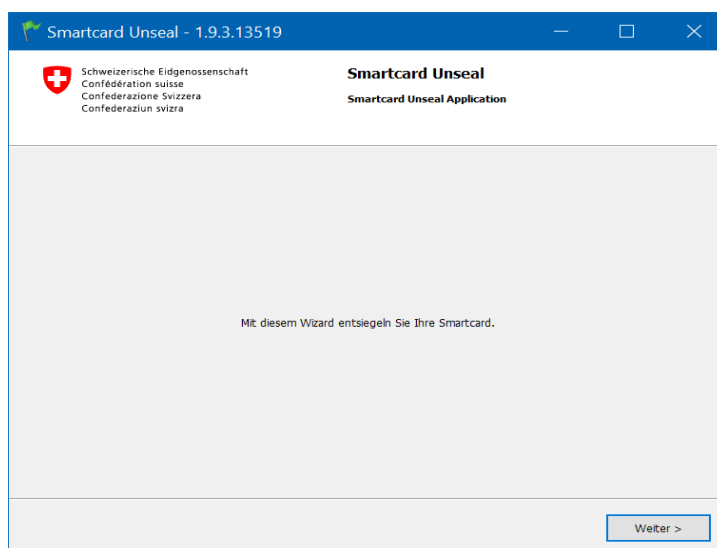 Smartcard Unseal - 1.9.3.13519
Schweizerische Eidgenossenschaft
Confédération suisse
Confederazione Svizzera
Confederaziun svizra
Smartcard Unseal
Smartcard Unseal Application
Mit diesem Wizard entsiegeln Sie Ihre Smartcard.
Weiter >